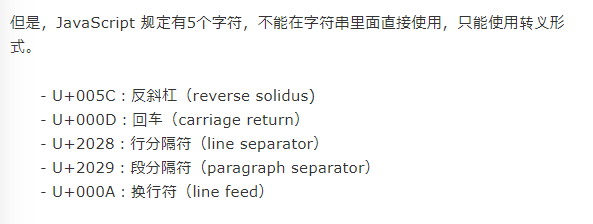 但是，JavaScript 规定有5个字符，不能在字符串里面直接使用，只能使用转义形
式。
- U+005C：反斜杠（reverse solidus)
- U+000D：回车（carriage return）
- U+2028：行分隔符（line separator）
- U+2029：段分隔符（paragraph separator）
- U+000A：换行符（line feed）